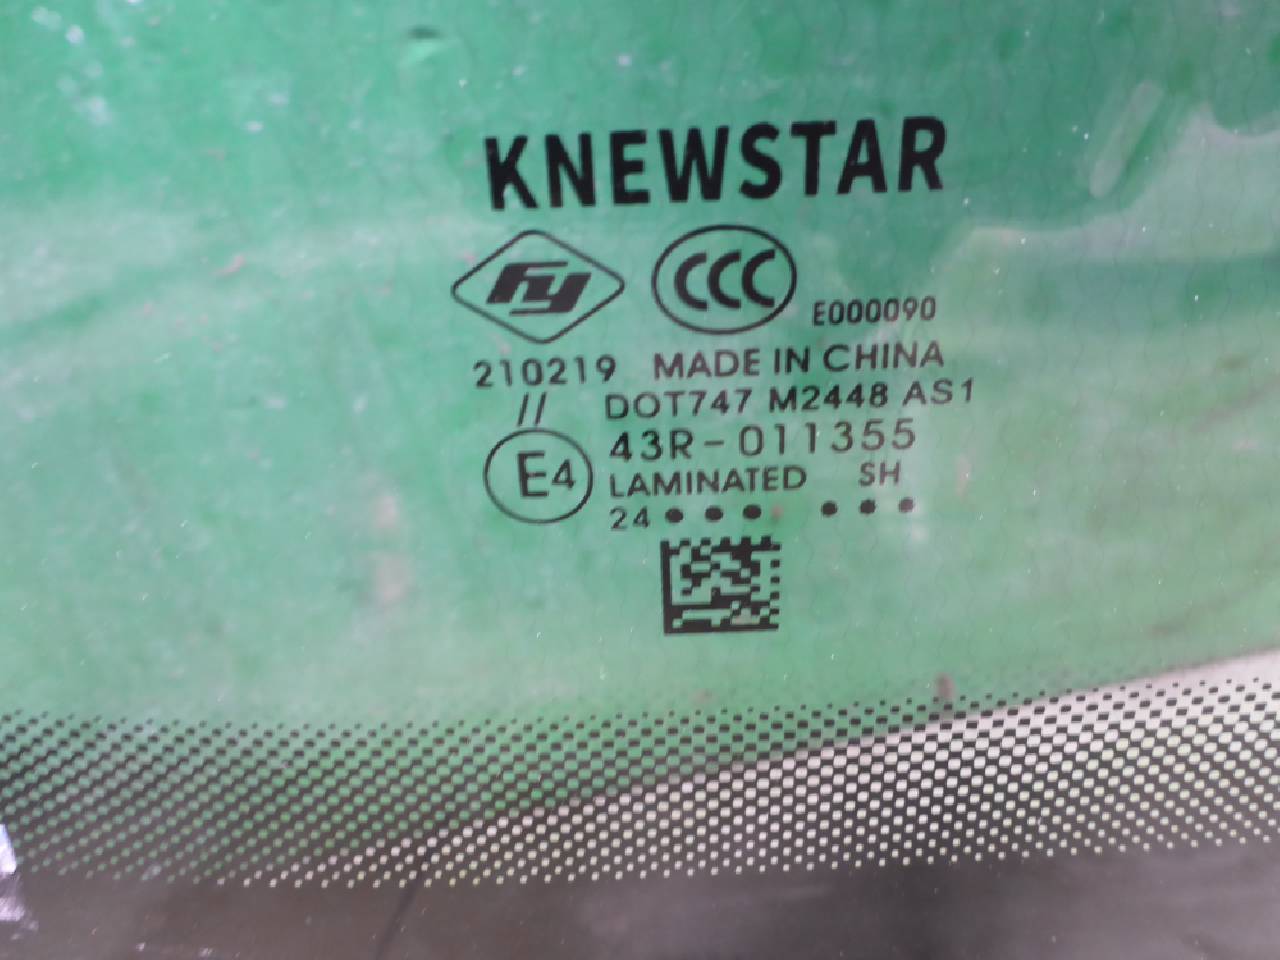 KNEWSTAR
fy CCC E000090
210219 MADE IN CHINA
// DOT747 M2448 AS1
E4 43R-011355
LAMINATED SH
24 ● ● ● ● ● ●